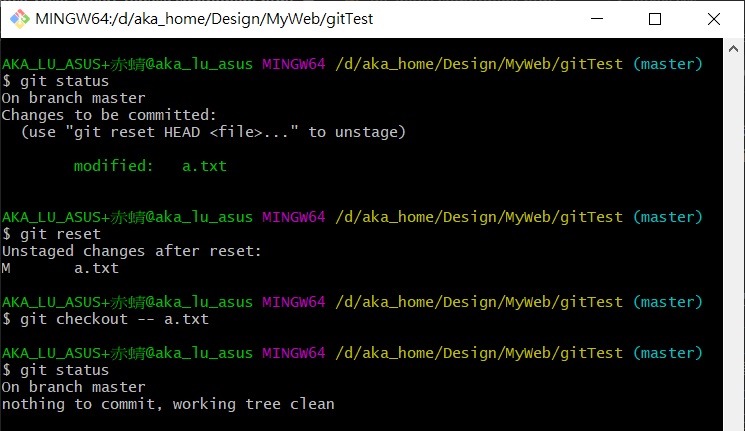 MINGW64:/d/aka_home/Design/MyWeb/gitTest
AKA_LU_ASUS+赤蜻@aka_lu_asus MINGW64 /d/aka_home/Design/MyWeb/gitTest (master)
$ git status
On branch master
Changes to be committed:
  (use "git reset HEAD <file>..." to unstage)
        modified:   a.txt
AKA_LU_ASUS+赤蜻@aka_lu_asus MINGW64 /d/aka_home/Design/MyWeb/gitTest (master)
$ git reset
Unstaged changes after reset:
M       a.txt
AKA_LU_ASUS+赤蜻@aka_lu_asus MINGW64 /d/aka_home/Design/MyWeb/gitTest (master)
$ git checkout -- a.txt
AKA_LU_ASUS+赤蜻@aka_lu_asus MINGW64 /d/aka_home/Design/MyWeb/gitTest (master)
$ git status
On branch master
nothing to commit, working tree clean